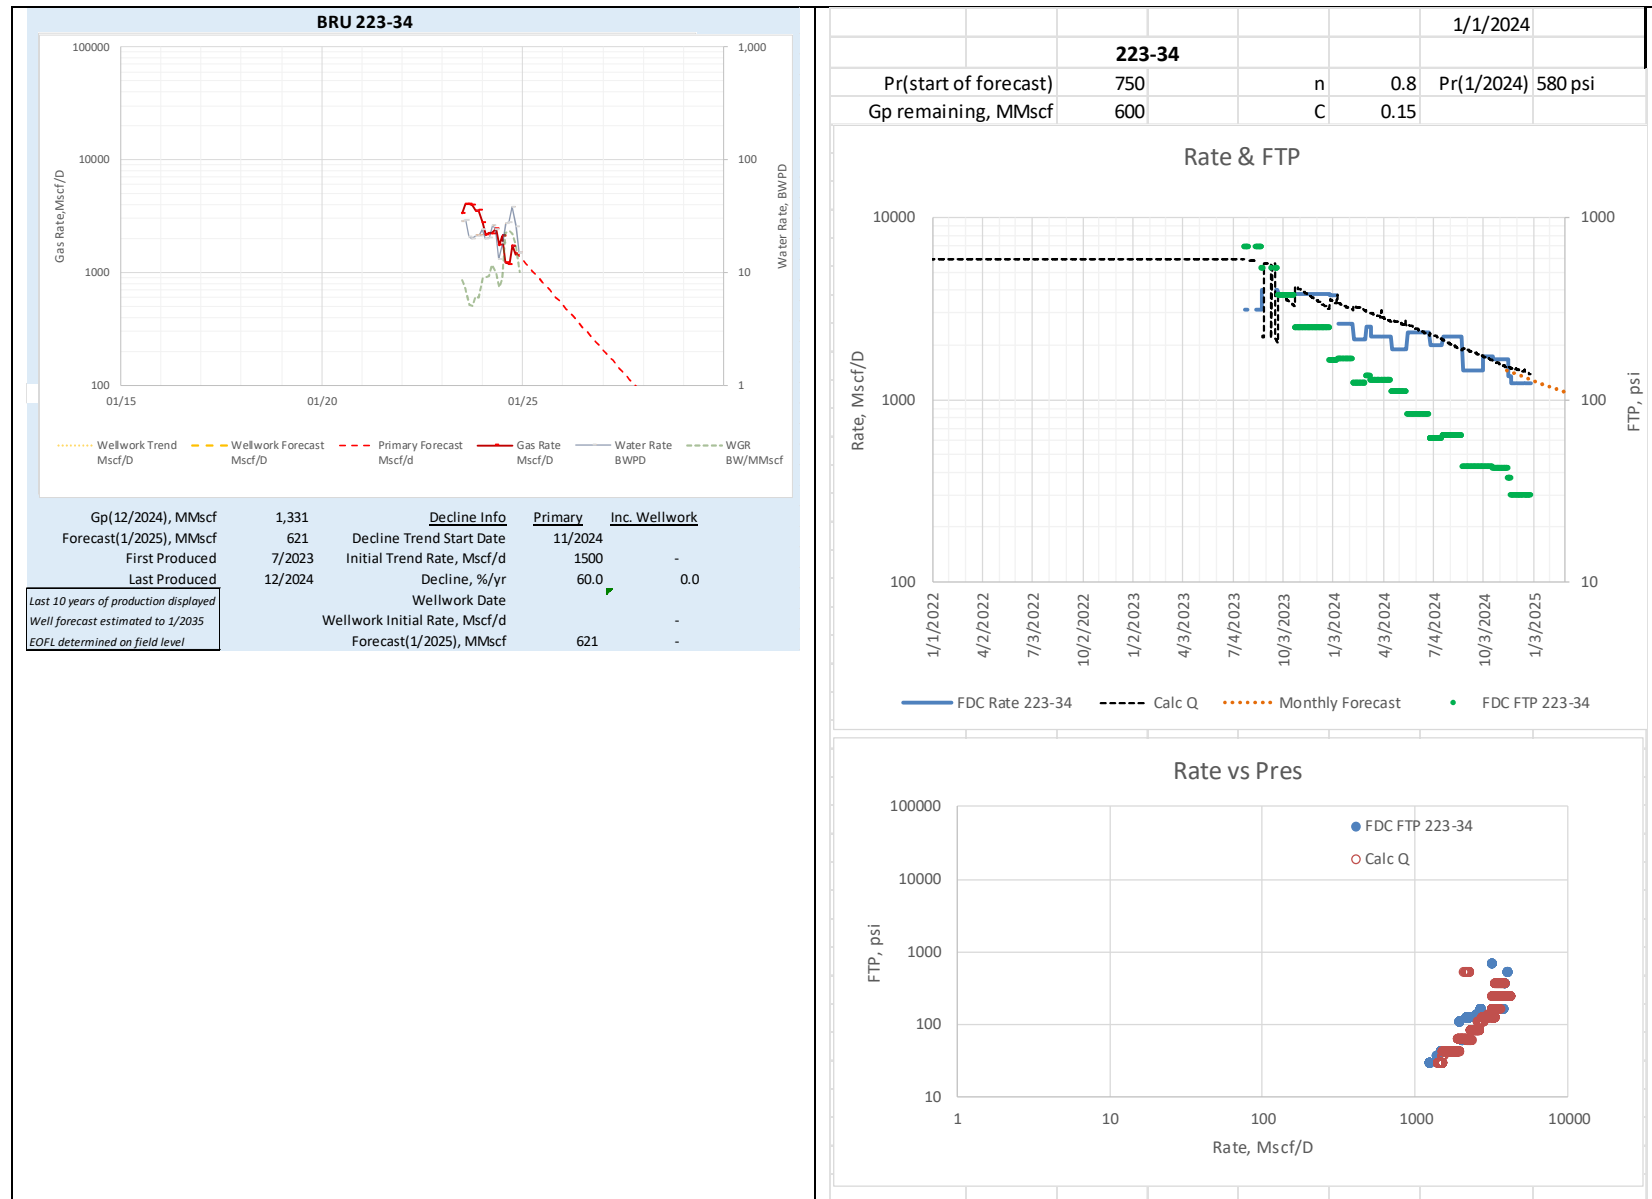 BRU 223-34
100000
10000
1000
100
Gas Rate,Mscf/D
1,000
100
10
1
Water Rate, BWPD
01/15
01/20
01/25
Wellwork Trend Mscf/D
Wellwork Forecast Mscf/D
Primary Forecast Mscf/d
Gas Rate Mscf/D
Water Rate BWPD
WGR BW/MMscf
Gp(12/2024), MMscf 1,331 Decline Info Primary Inc. Wellwork
Forecast(1/2025), MMscf 621 Decline Trend Start Date 11/2024
First Produced 7/2023 Initial Trend Rate, Mscf/d 1500 -
Last Produced 12/2024 Decline, %/yr 60.0 0.0
Last 10 years of production displayed Wellwork Date
Well forecast estimated to 1/2035 Wellwork Initial Rate, Mscf/d -
EOFL determined on field level Forecast(1/2025), MMscf 621 -
1/1/2024
223-34
Pr(start of forecast) 750 n 0.8 Pr(1/2024) 580 psi
Gp remaining, MMscf 600 C 0.15
Rate & FTP
10000
1000
100
Rate, Mscf/D
1000
100
10
FTP, psi
1/1/2022
4/2/2022
7/3/2022
10/2/2022
1/2/2023
4/3/2023
7/4/2023
10/3/2023
1/3/2024
4/3/2024
7/4/2024
10/3/2024
1/3/2025
FDC Rate 223-34 Calc Q Monthly Forecast FDC FTP 223-34
Rate vs Pres
100000
10000
1000
100
10
FTP, psi
FDC FTP 223-34
Calc Q
1 10 100 1000 10000
Rate, Mscf/D